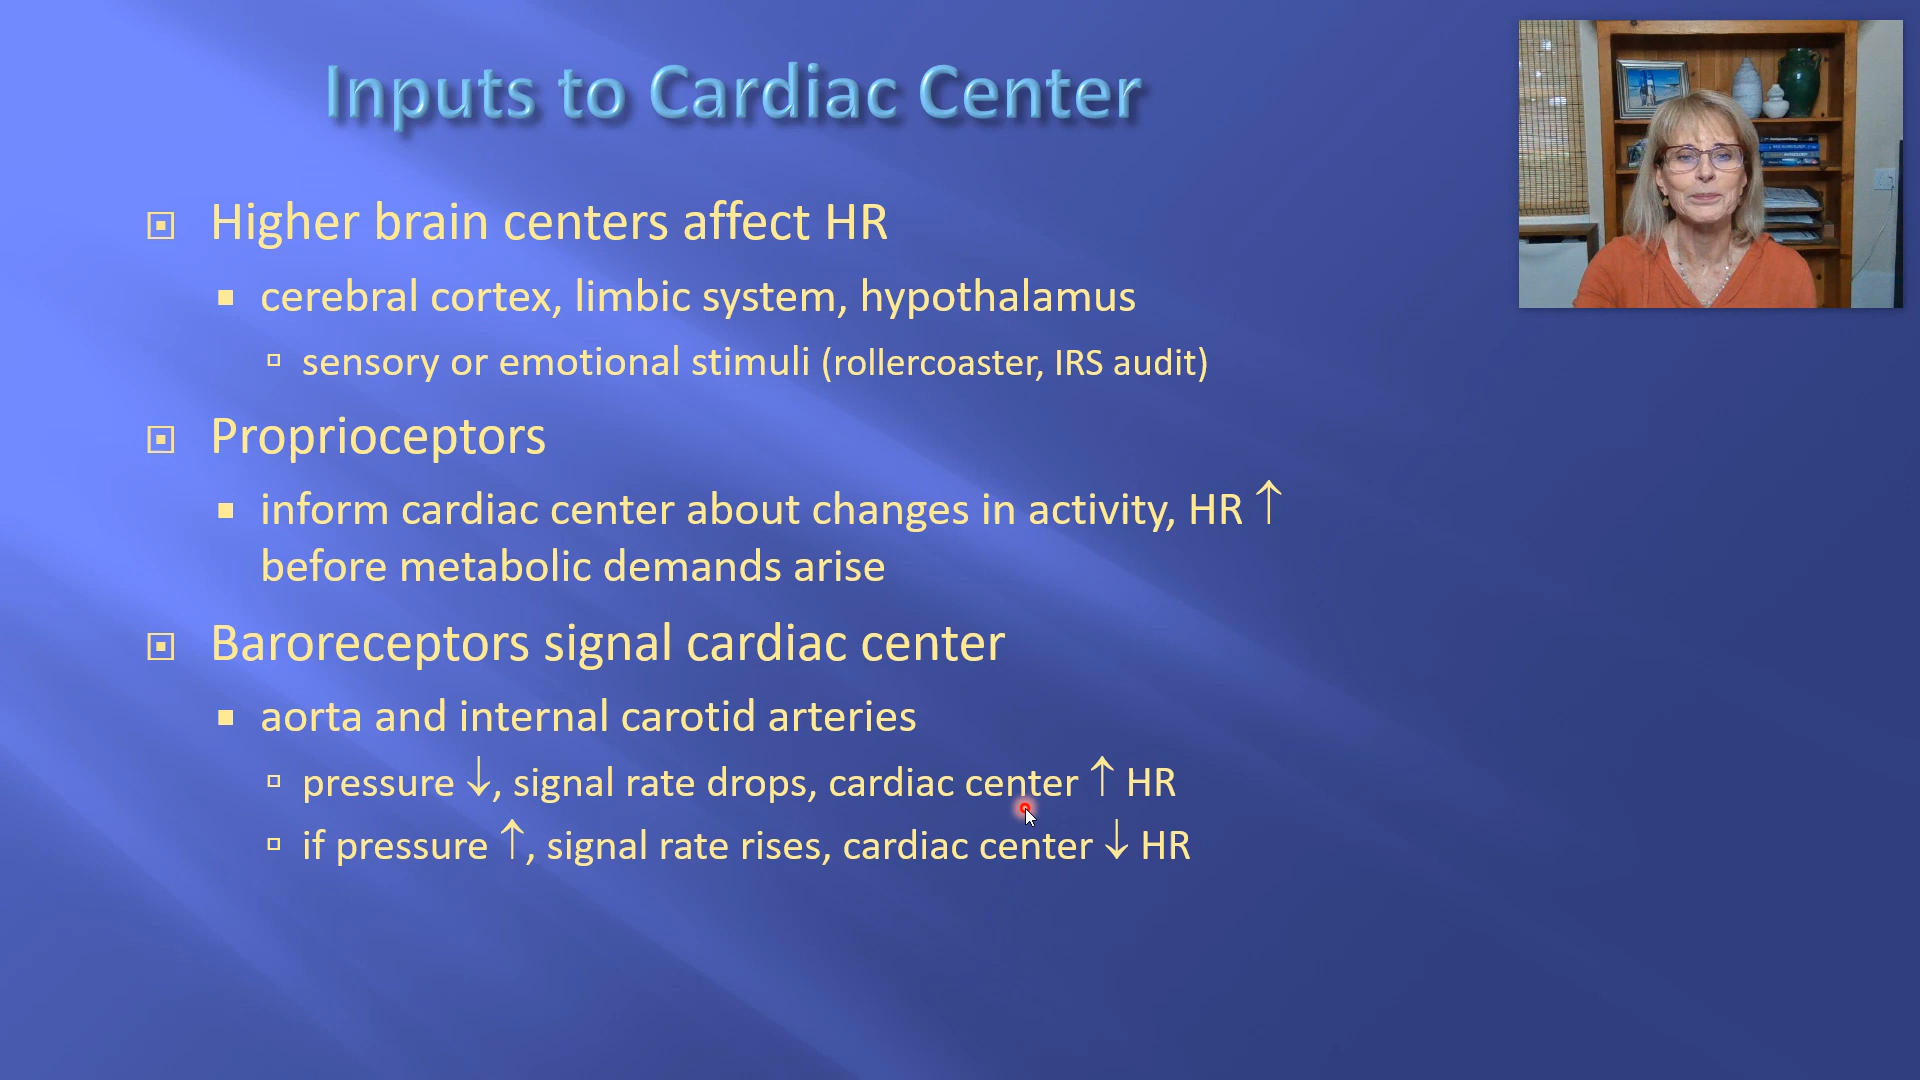 Inputs to Cardiac Center
Higher brain centers affect HR
cerebral cortex, limbic system, hypothalamus
sensory or emotional stimuli (rollercoaster, IRS audit)
Proprioceptors
inform cardiac center about changes in activity, HR ↑
before metabolic demands arise
Baroreceptors signal cardiac center
aorta and internal carotid arteries
pressure ↓, signal rate drops, cardiac center ↑ HR
if pressure ↑, signal rate rises, cardiac center ↓ HR